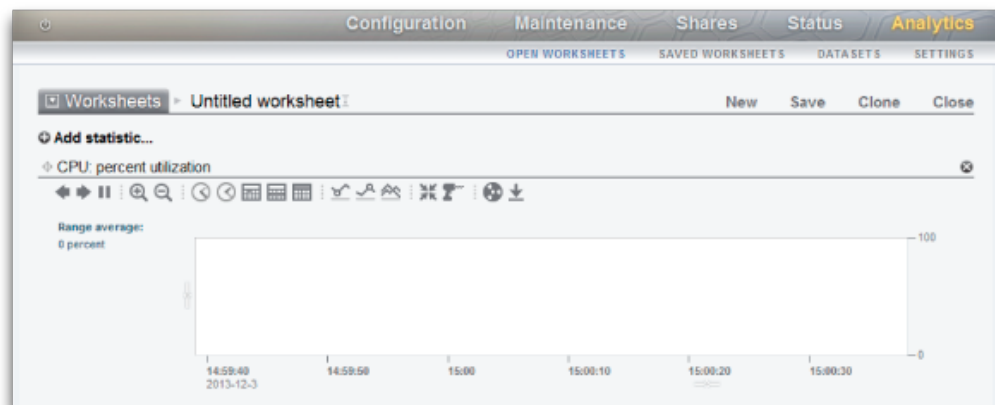 Configuration Maintenance Shares Status Analytics
OPEN WORKSHEETS SAVED WORKSHEETS DATASETS SETTINGS
Worksheets Untitled worksheet New Save Clone Close
Add statistic...
CPU: percent utilization
Range average:
0 percent
100
0
14:59:40 14:59:50 15:00 15:00:10 15:00:20 15:00:30
2013-12-3